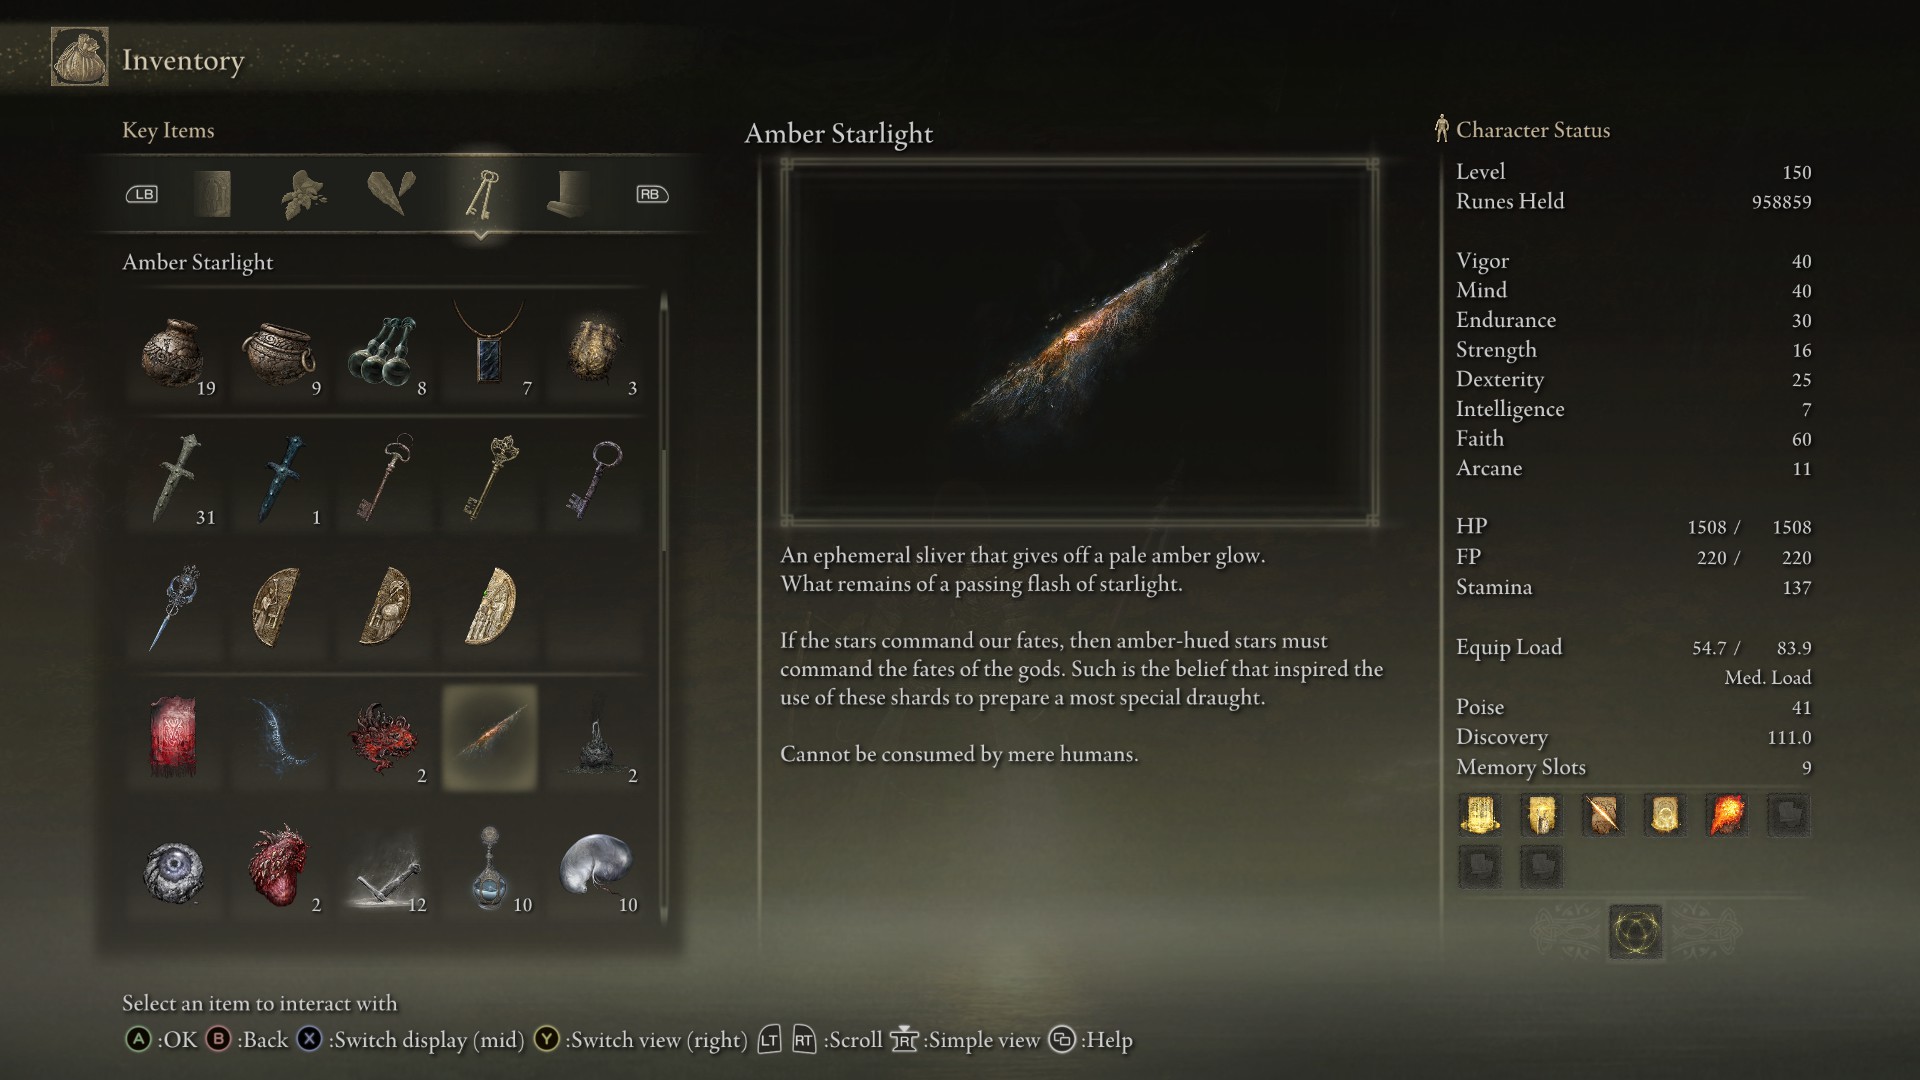 Inventory
Key Items
LB
RB
Amber Starlight
19
9
8
7
3
31
1
2
2
2
12
10
10
Amber Starlight
An ephemeral sliver that gives off a pale amber glow.
What remains of a passing flash of starlight.
If the stars command our fates, then amber-hued stars must
command the fates of the gods. Such is the belief that inspired the
use of these shards to prepare a most special draught.
Cannot be consumed by mere humans.
Character Status
Level 150
Runes Held 958859
Vigor 40
Mind 40
Endurance 30
Strength 16
Dexterity 25
Intelligence 7
Faith 60
Arcane 11
HP 1508 / 1508
FP 220 / 220
Stamina 137
Equip Load 54.7 / 83.9
Med. Load
Poise 41
Discovery 111.0
Memory Slots 9
Select an item to interact with
A :OK B :Back X :Switch display (mid) Y :Switch view (right) LT RT :Scroll R :Simple view :Help